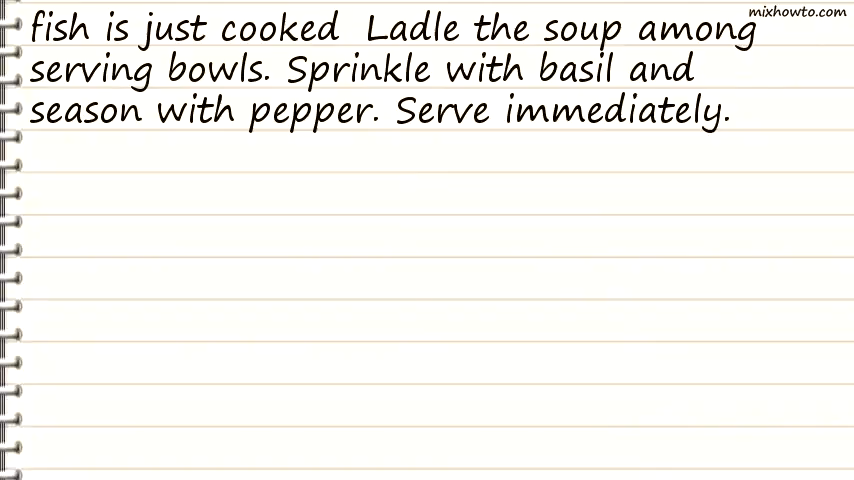 mixhowto.com
fish is just cooked  Ladle the soup among
serving bowls. Sprinkle with basil and
season with pepper. Serve immediately.